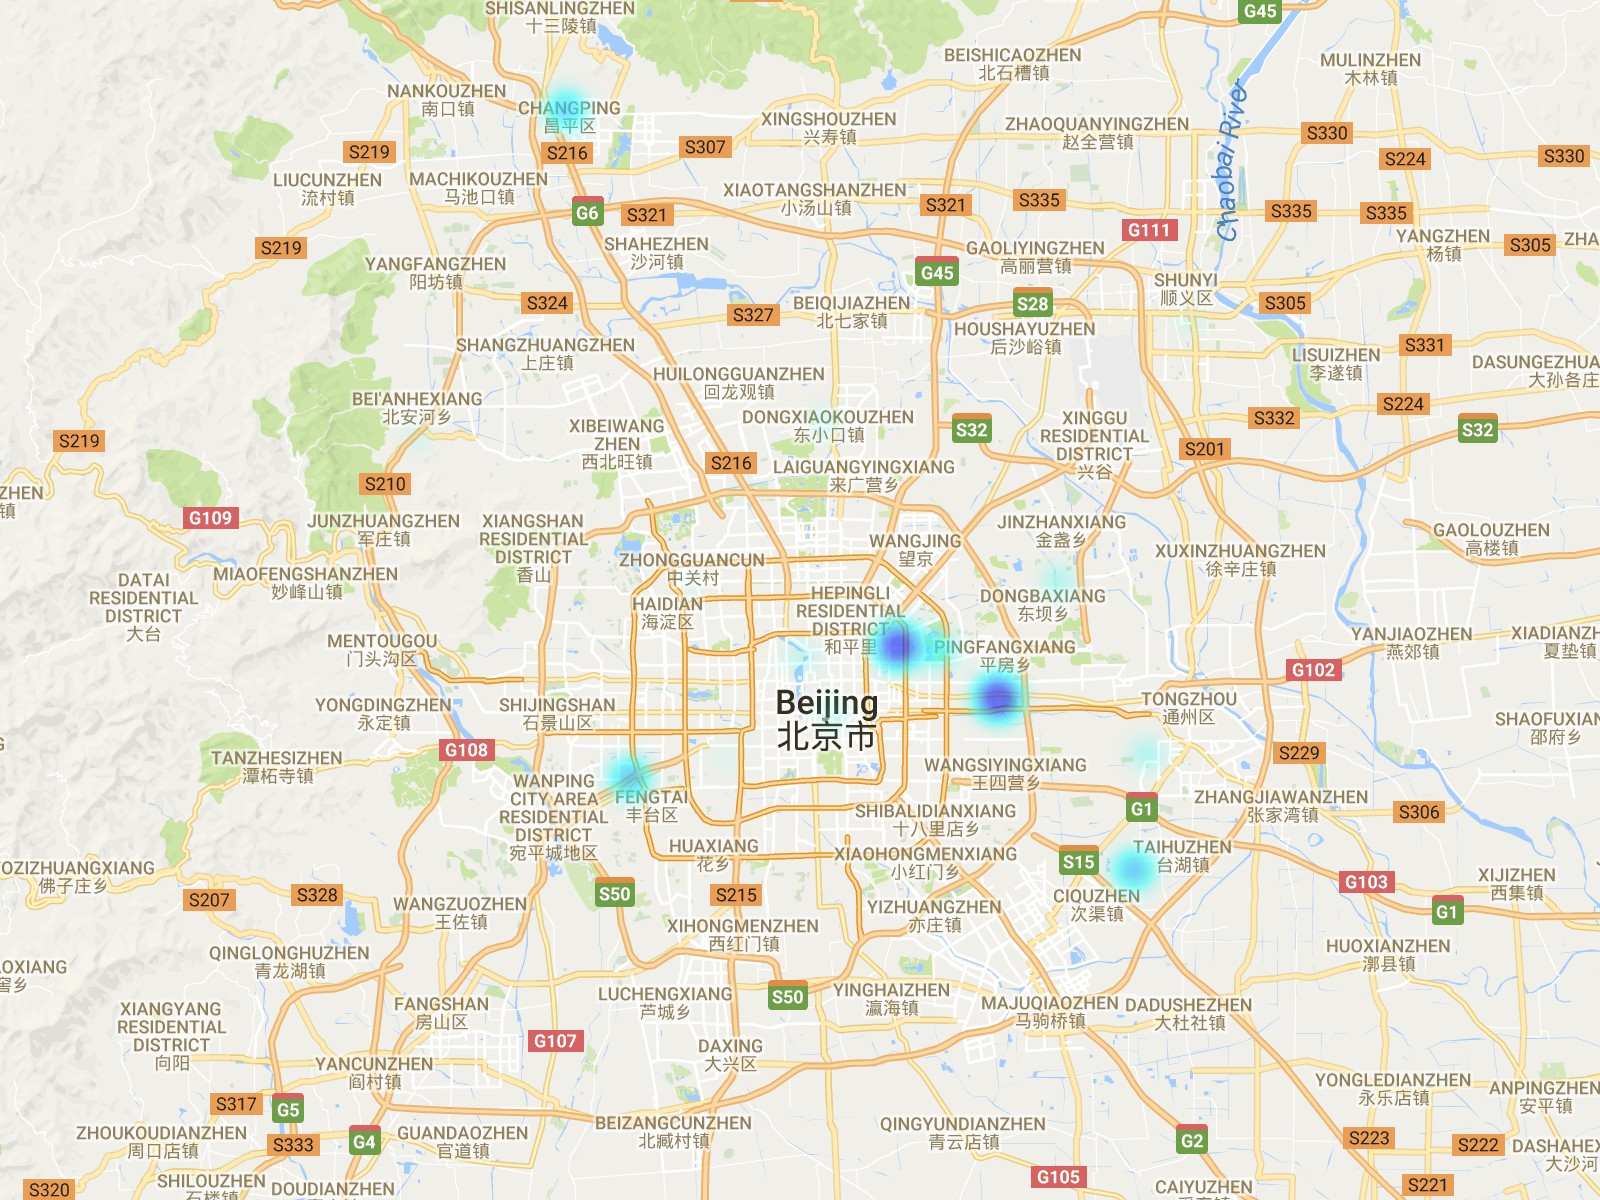 SHISANLINGZHEN
十三陵镇
G45
BEISHICAOZHEN
北石槽镇
MULINZHEN
木林镇
NANKOUZHEN
南口镇
CHANGPING
昌平区
XINGSHOUZHEN
兴寿镇
ZHAOQUANYINGZHEN
赵全营镇
Chaobai River
S330
S224
S330
S219
S216
S307
LIUCUNZHEN
流村镇
MACHIKOUZHEN
马池口镇
XIAOTANGSHANZHEN
小汤山镇
S321
S335
S335
S335
G6
S321
G111
S219
SHAHEZHEN
沙河镇
GAOLIYINGZHEN
高丽营镇
YANGZHEN
杨镇
S305
ZHA
YANGFANGZHEN
阳坊镇
G45
SHUNYI
顺义区
S324
S327
BEIQIJIAZHEN
北七家镇
S28
S305
SHANGZHUANGZHEN
上庄镇
HOUSHAYUZHEN
后沙峪镇
S331
LISUIZHEN
李遂镇
DASUNGEZHUA
大孙各庄
HUILONGGUANZHEN
回龙观镇
BEI'ANHEXIANG
北安河乡
DONGXIAOKOUZHEN
东小口镇
XINGGU
RESIDENTIAL
DISTRICT
兴谷
S332
S224
S32
S32
S219
XIBEIWANG
ZHEN
西北旺镇
S216
LAIGUANGYINGXIANG
来广营乡
S201
S210
ZHEN
镇
G109
JUNZHUANGZHEN
军庄镇
XIANGSHAN
RESIDENTIAL
DISTRICT
香山
JINZHANXIANG
金盏乡
GAOLOUZHEN
高楼镇
WANGJING
望京
XUXINZHUANGZHEN
徐辛庄镇
ZHONGGUANCUN
中关村
DATAI
RESIDENTIAL
DISTRICT
大台
MIAOFENGSHANZHEN
妙峰山镇
HAIDIAN
海淀区
HEPINGLI
RESIDENTIAL
DISTRICT
和平里
DONGBAXIANG
东坝乡
MENTOUGOU
门头沟区
PINGFANGXIANG
平房乡
YANJIAOZHEN
燕郊镇
XIADIANZH
夏垫镇
G102
YONGDINGZHEN
永定镇
SHIJINGSHAN
石景山区
Beijing
北京市
TONGZHOU
通州区
SHAOFUXIAN
邵府乡
G108
TANZHESIZHEN
潭柘寺镇
S229
WANPING
CITY AREA
RESIDENTIAL
DISTRICT
宛平城地区
FENGTAI
丰台区
WANGSIYINGXIANG
王四营乡
ZHANGJIAWANZHEN
张家湾镇
G1
S306
SHIBALIDIANXIANG
十八里店乡
HUAXIANG
花乡
XIAOHONGMENXIANG
小红门乡
S15
TAIHUZHEN
台湖镇
OZIZHUANGXIANG
佛子庄乡
S207
S328
S50
S215
CIQUZHEN
次渠镇
G103
XIJIZHEN
西集镇
G1
WANGZUOZHEN
王佐镇
XIHONGMENZHEN
西红门镇
YIZHUANGZHEN
亦庄镇
QINGLONGHUZHEN
青龙湖镇
HUOXIANZHEN
漷县镇
OXIANG
窖乡
XIANGYANG
RESIDENTIAL
DISTRICT
向阳
FANGSHAN
房山区
LUCHENGXIANG
芦城乡
S50
YINGHAIZHEN
瀛海镇
MAJUQIAOZHEN
马驹桥镇
DADUSHEZHEN
大杜社镇
G107
DAXING
大兴区
YANCUNZHEN
阎村镇
YONGLEDIANZHEN
永乐店镇
ANPINGZHEN
安平镇
S317
G5
ZHOUKOUDIANZHEN
周口店镇
S333
G4
GUANDAOZHEN
官道镇
BEIZANGCUNZHEN
北臧村镇
QINGYUNDIANZHEN
青云店镇
G2
S223
S222
DASHAHEX
大沙河
SHILOUZHEN
石楼镇
DOUDIANZHEN
S320
G105
CAIYUZHEN
S221